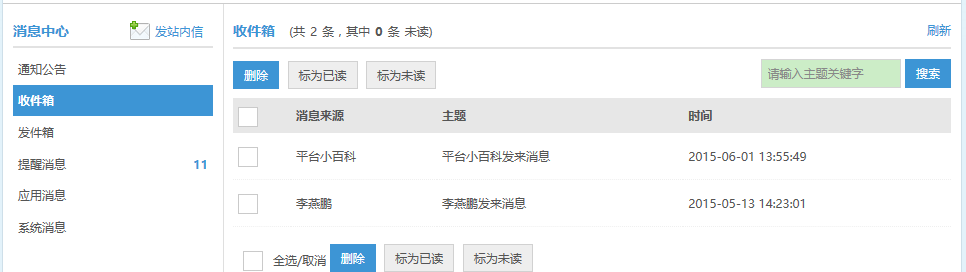 消息中心 发站内信
通知公告
收件箱
发件箱
提醒消息 11
应用消息
系统消息
收件箱 (共 2 条，其中 0 条 未读) 刷新
删除 标为已读 标为未读 请输入主题关键字 搜索
消息来源 主题 时间
平台小百科 平台小百科发来消息 2015-06-01 13:55:49
李燕鹏 李燕鹏发来消息 2015-05-13 14:23:01
全选/取消 删除 标为已读 标为未读